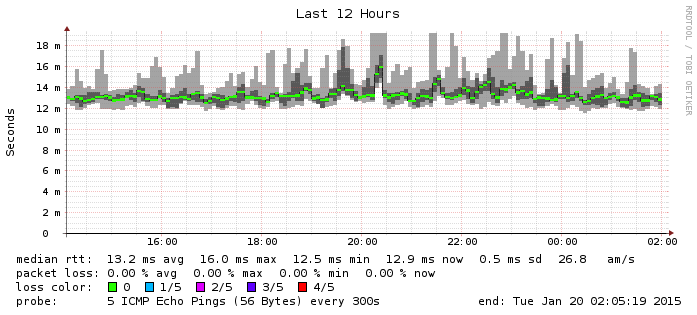 Last 12 Hours
RRDTOOL / TOBI OETIKER
Seconds
18 m
16 m
14 m
12 m
10 m
8 m
6 m
4 m
2 m
0
16:00 18:00 20:00 22:00 00:00 02:00
median rtt: 13.2 ms avg 16.0 ms max 12.5 ms min 12.9 ms now 0.5 ms sd 26.8 am/s
packet loss: 0.00 % avg 0.00 % max 0.00 % min 0.00 % now
loss color: 0 1/5 2/5 3/5 4/5
probe: 5 ICMP Echo Pings (56 Bytes) every 300s end: Tue Jan 20 02:05:19 2015